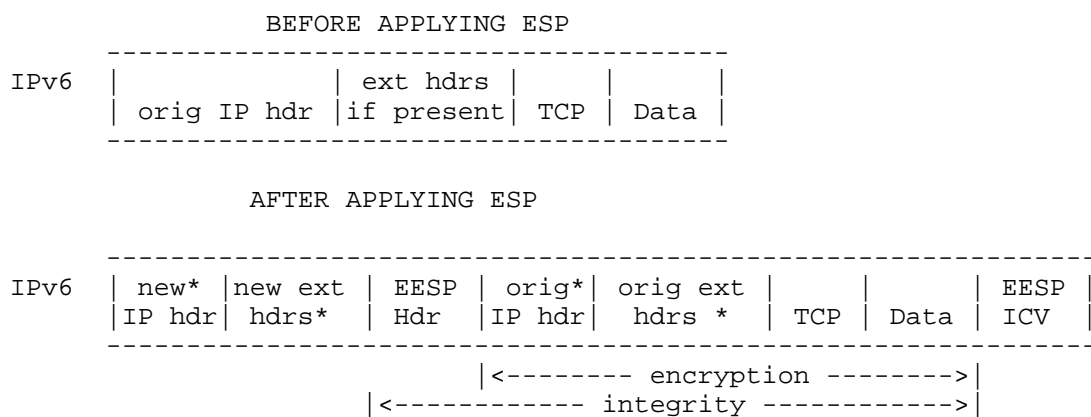 BEFORE APPLYING ESP
---------------------------------------
IPv6 | | ext hdrs | | |
| orig IP hdr |if present| TCP | Data |
---------------------------------------
AFTER APPLYING ESP
--------------------------------------------------------------
IPv6 | new* |new ext | EESP | orig*| orig ext | | | EESP |
|IP hdr| hdrs* | Hdr |IP hdr| hdrs * | TCP | Data | ICV |
--------------------------------------------------------------
|<-------- encryption -------->|
|<------------ integrity ------------>|